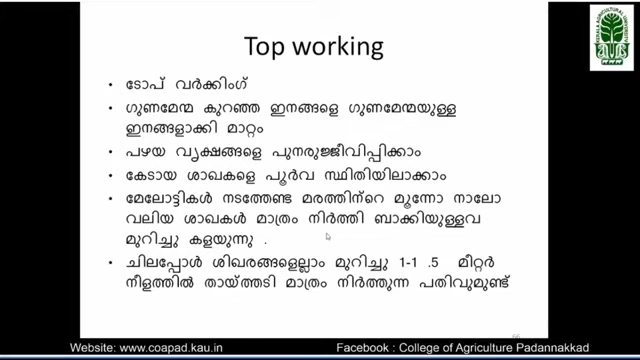 Top working
• ടോപ് വർക്കിംഗ്
• ഗുണമേന്മ കുറഞ്ഞ ഇനങ്ങളെ ഗുണമേന്മയുള്ള
ഇനങ്ങളാക്കി മാറ്റം
• പഴയ വൃക്ഷങ്ങളെ പുനരുജ്ജീവിപ്പിക്കാം
• കേടായ ശാഖകളെ പൂർവ സ്ഥിതിയിലാക്കാം
• മേലോട്ടികൾ നടത്തേണ്ട മരത്തിന്റെ മൂന്നോ നാലോ
വലിയ ശാഖകൾ മാത്രം നിർത്തി ബാക്കിയുള്ളവ
മുറിച്ചു കളയുന്നു .
• ചിലപ്പോൾ ശിഖരങ്ങളെല്ലാം മുറിച്ചു 1-1 .5 മീറ്റർ
നീളത്തിൽ തായ്ത്തടി മാത്രം നിർത്തുന്ന പതിവുമുണ്ട്
Website: www.coapad.kau.in Facebook : College of Agriculture Padannakkad